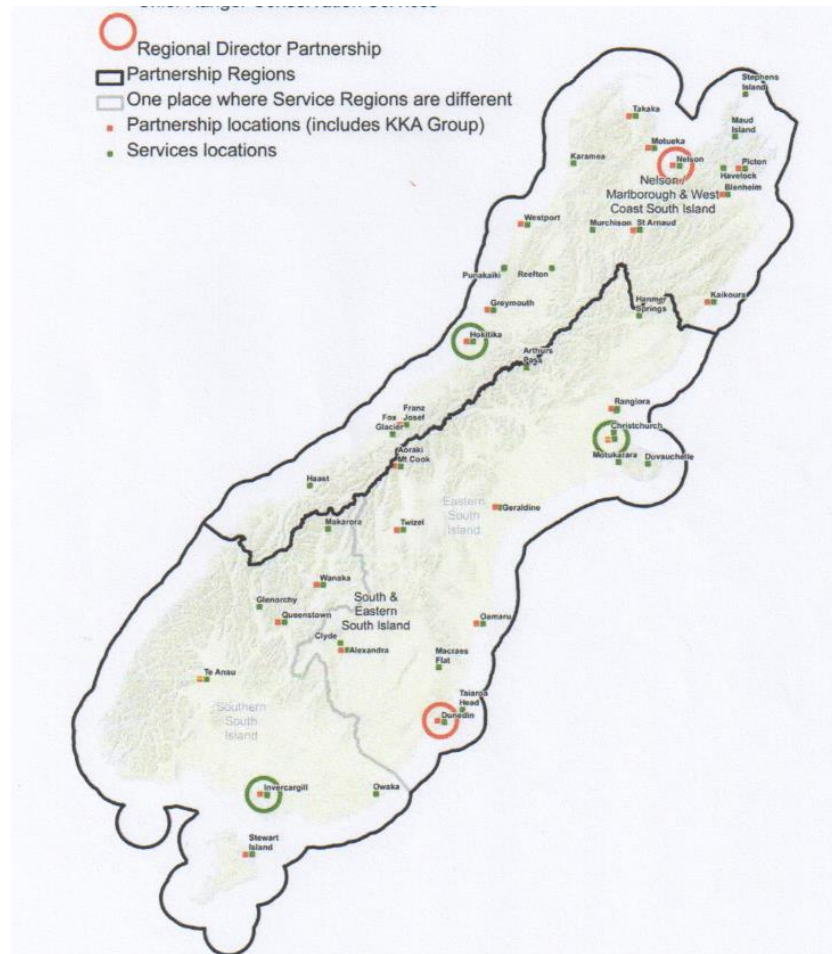 Regional Director Partnership
Partnership Regions
One place where Service Regions are different
Partnership locations (includes KKA Group)
Services locations
Stephens
Island
Takaka
Maud
Island
Motueka
Karamea
Nelson
Picton
Havelock
Nelson/
Marlborough & West
Coast South Island
Blenheim
Westport
Murchison
St Arnaud
Punakaiki
Reefton
Kaikoura
Hanmer
Springs
Greymouth
Hokitika
Arthurs
Pass
Rangiora
Franz
Josef
Fox
Glacier
Christchurch
Aoraki
Mt Cook
Motukarara
Duvauchelle
Haast
Eastern
South
Island
Geraldine
Makarora
Twizel
Wanaka
Glenorchy
South &
Eastern
South Island
Queenstown
Oamaru
Clyde
Alexandra
Macraes
Flat
Te Anau
Taiaroa
Head
Southern
South
Island
Dunedin
Invercargill
Owaka
Stewart
Island